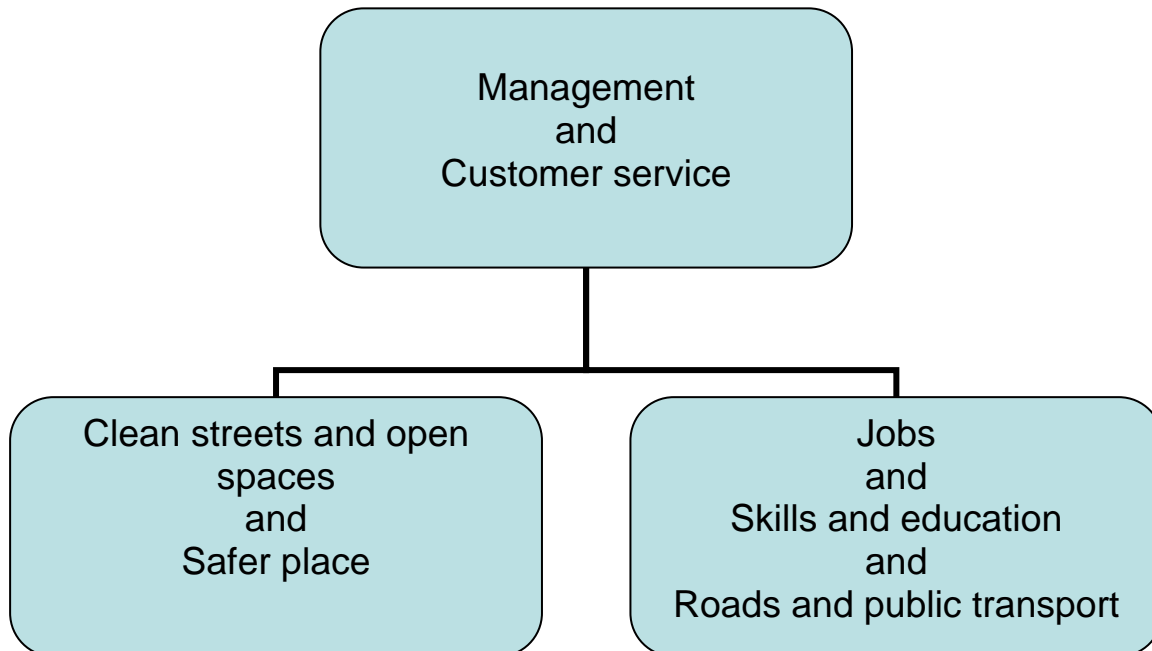 Management
and
Customer service
Clean streets and open
spaces
and
Safer place
Jobs
and
Skills and education
and
Roads and public transport